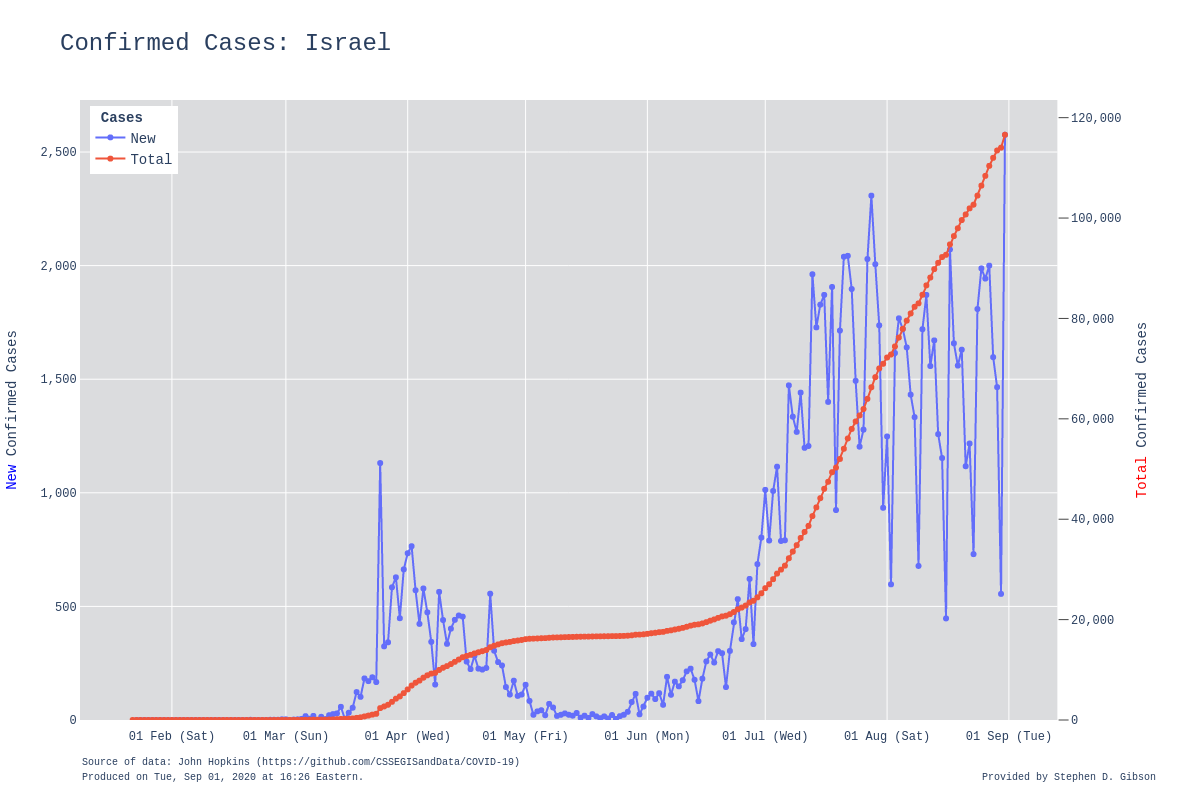 Confirmed Cases: Israel
Cases
New
Total
2,500
2,000
1,500
1,000
500
0
New Confirmed Cases
120,000
100,000
80,000
60,000
40,000
20,000
0
Total Confirmed Cases
01 Feb (Sat) 01 Mar (Sun) 01 Apr (Wed) 01 May (Fri) 01 Jun (Mon) 01 Jul (Wed) 01 Aug (Sat) 01 Sep (Tue)
Source of data: John Hopkins (https://github.com/CSSEGISandData/COVID-19)
Produced on Tue, Sep 01, 2020 at 16:26 Eastern.
Provided by Stephen D. Gibson